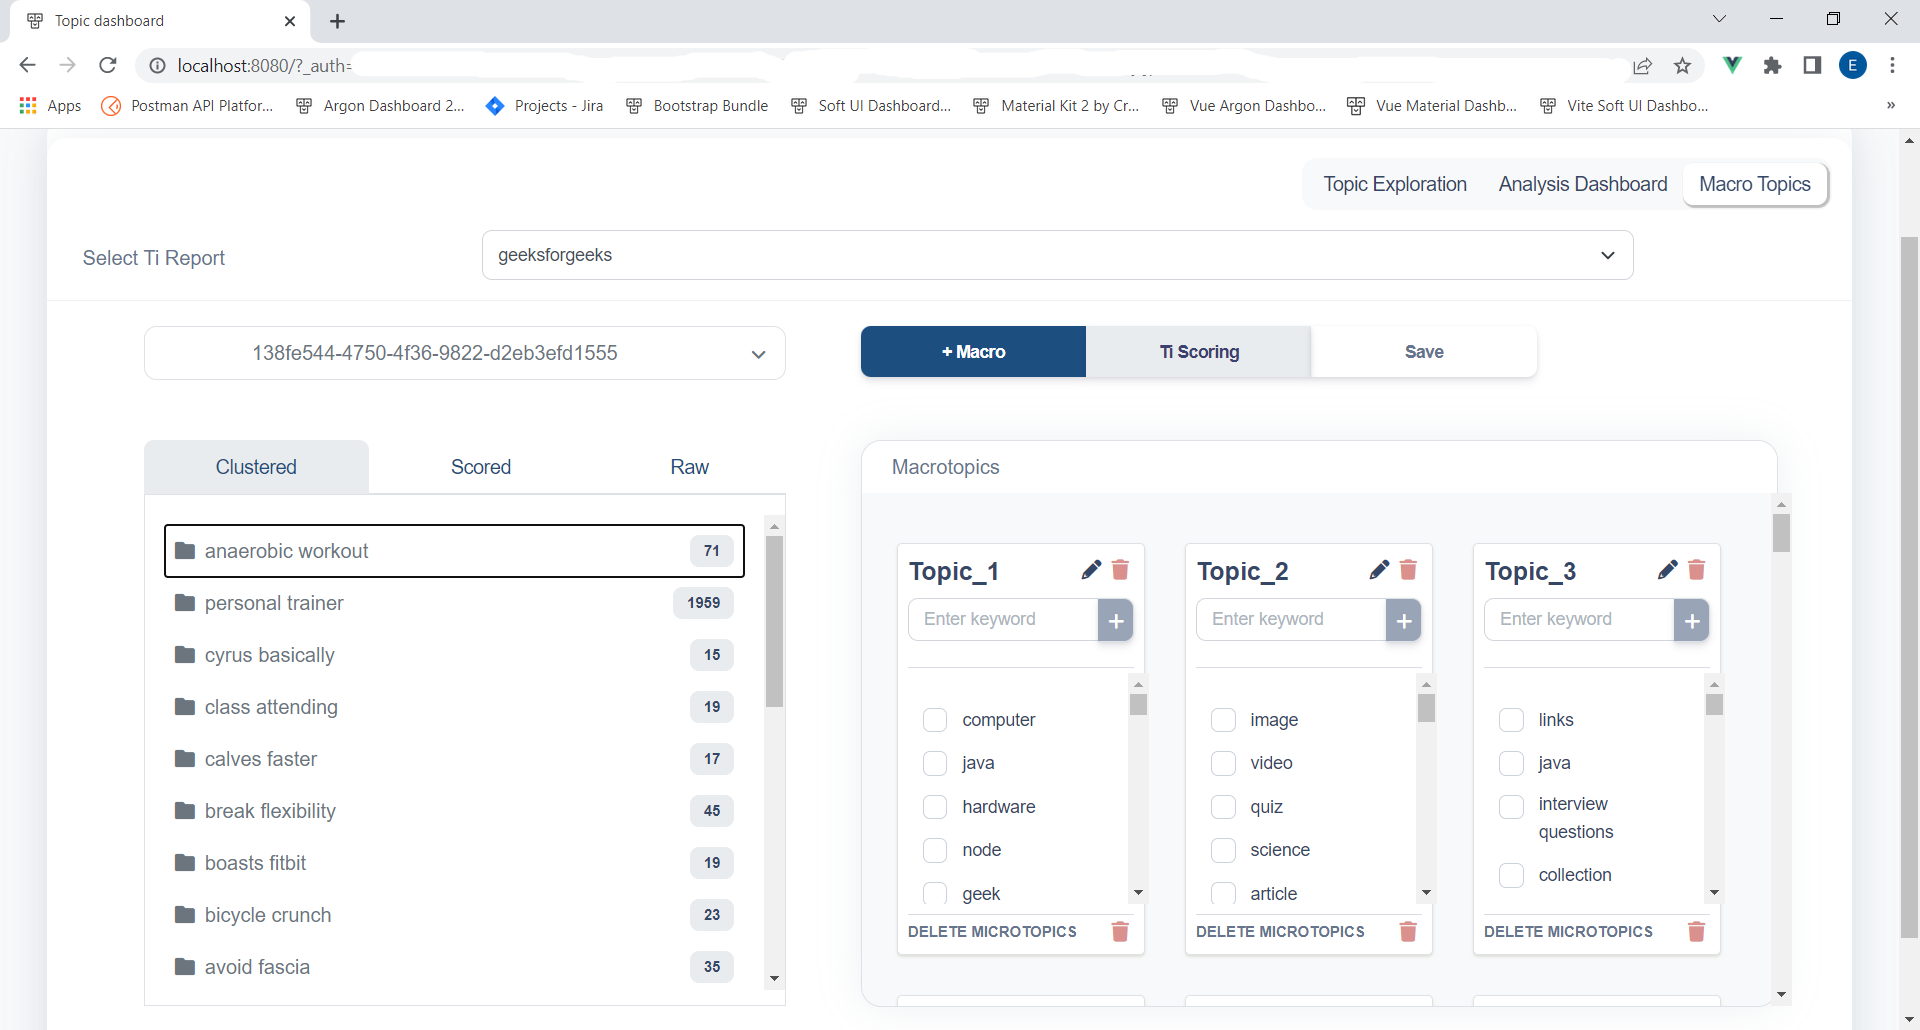 Topic dashboard
localhost:8080/?_auth=
Apps Postman API Platfor... Argon Dashboard 2... Projects - Jira Bootstrap Bundle Soft UI Dashboard... Material Kit 2 by Cr... Vue Argon Dashbo... Vue Material Dashb... Vite Soft UI Dashbo... »
E
Topic Exploration Analysis Dashboard Macro Topics
Select Ti Report geeksforgeeks
138fe544-4750-4f36-9822-d2eb3efd1555
+ Macro Ti Scoring Save
Clustered Scored Raw
anaerobic workout 71
personal trainer 1959
cyrus basically 15
class attending 19
calves faster 17
break flexibility 45
boasts fitbit 19
bicycle crunch 23
avoid fascia 35
Macrotopics
Topic_1
Enter keyword +
computer
java
hardware
node
geek
DELETE MICROTOPICS
Topic_2
Enter keyword +
image
video
quiz
science
article
DELETE MICROTOPICS
Topic_3
Enter keyword +
links
java
interview
questions
collection
DELETE MICROTOPICS